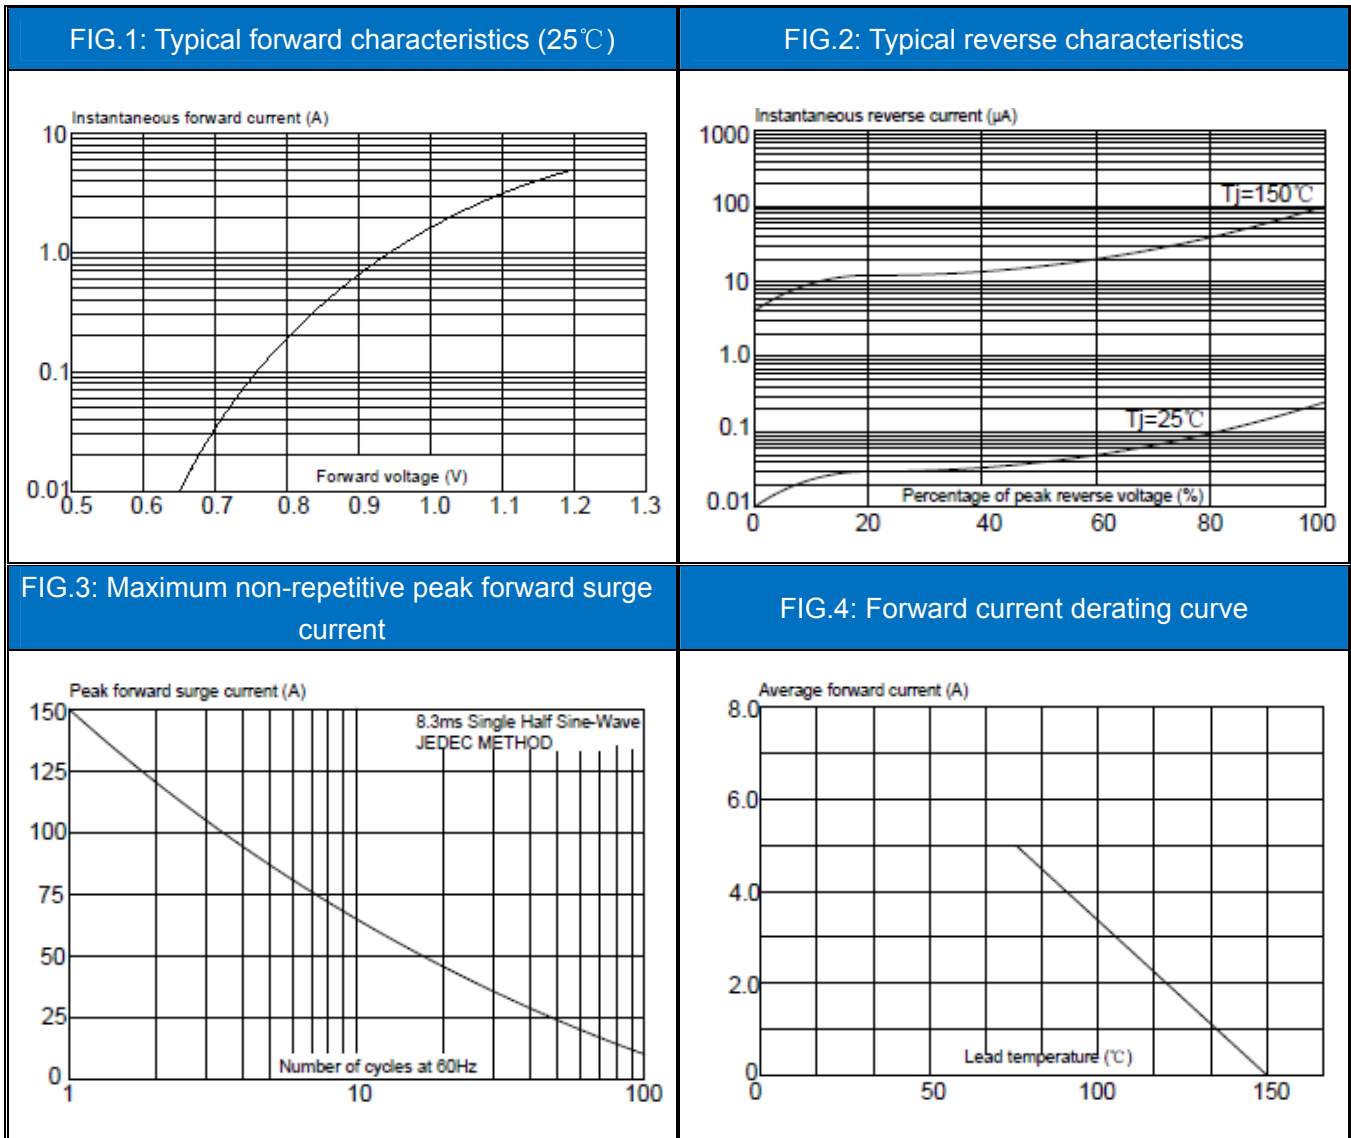 FIG.1: Typical forward characteristics (25℃)
FIG.2: Typical reverse characteristics
Instantaneous forward current (A)
10
1.0
0.1
0.01
Forward voltage (V)
0.5 0.6 0.7 0.8 0.9 1.0 1.1 1.2 1.3
Instantaneous reverse current (μA)
1000
Tj=150℃
100
10
1.0
Tj=25℃
0.1
0.01
Percentage of peak reverse voltage (%)
0 20 40 60 80 100
FIG.3: Maximum non-repetitive peak forward surge
current
FIG.4: Forward current derating curve
Peak forward surge current (A)
150
8.3ms Single Half Sine-Wave
JEDEC METHOD
125
100
75
50
25
0
Number of cycles at 60Hz
1 10 100
Average forward current (A)
8.0
6.0
4.0
2.0
0
Lead temperature (℃)
0 50 100 150